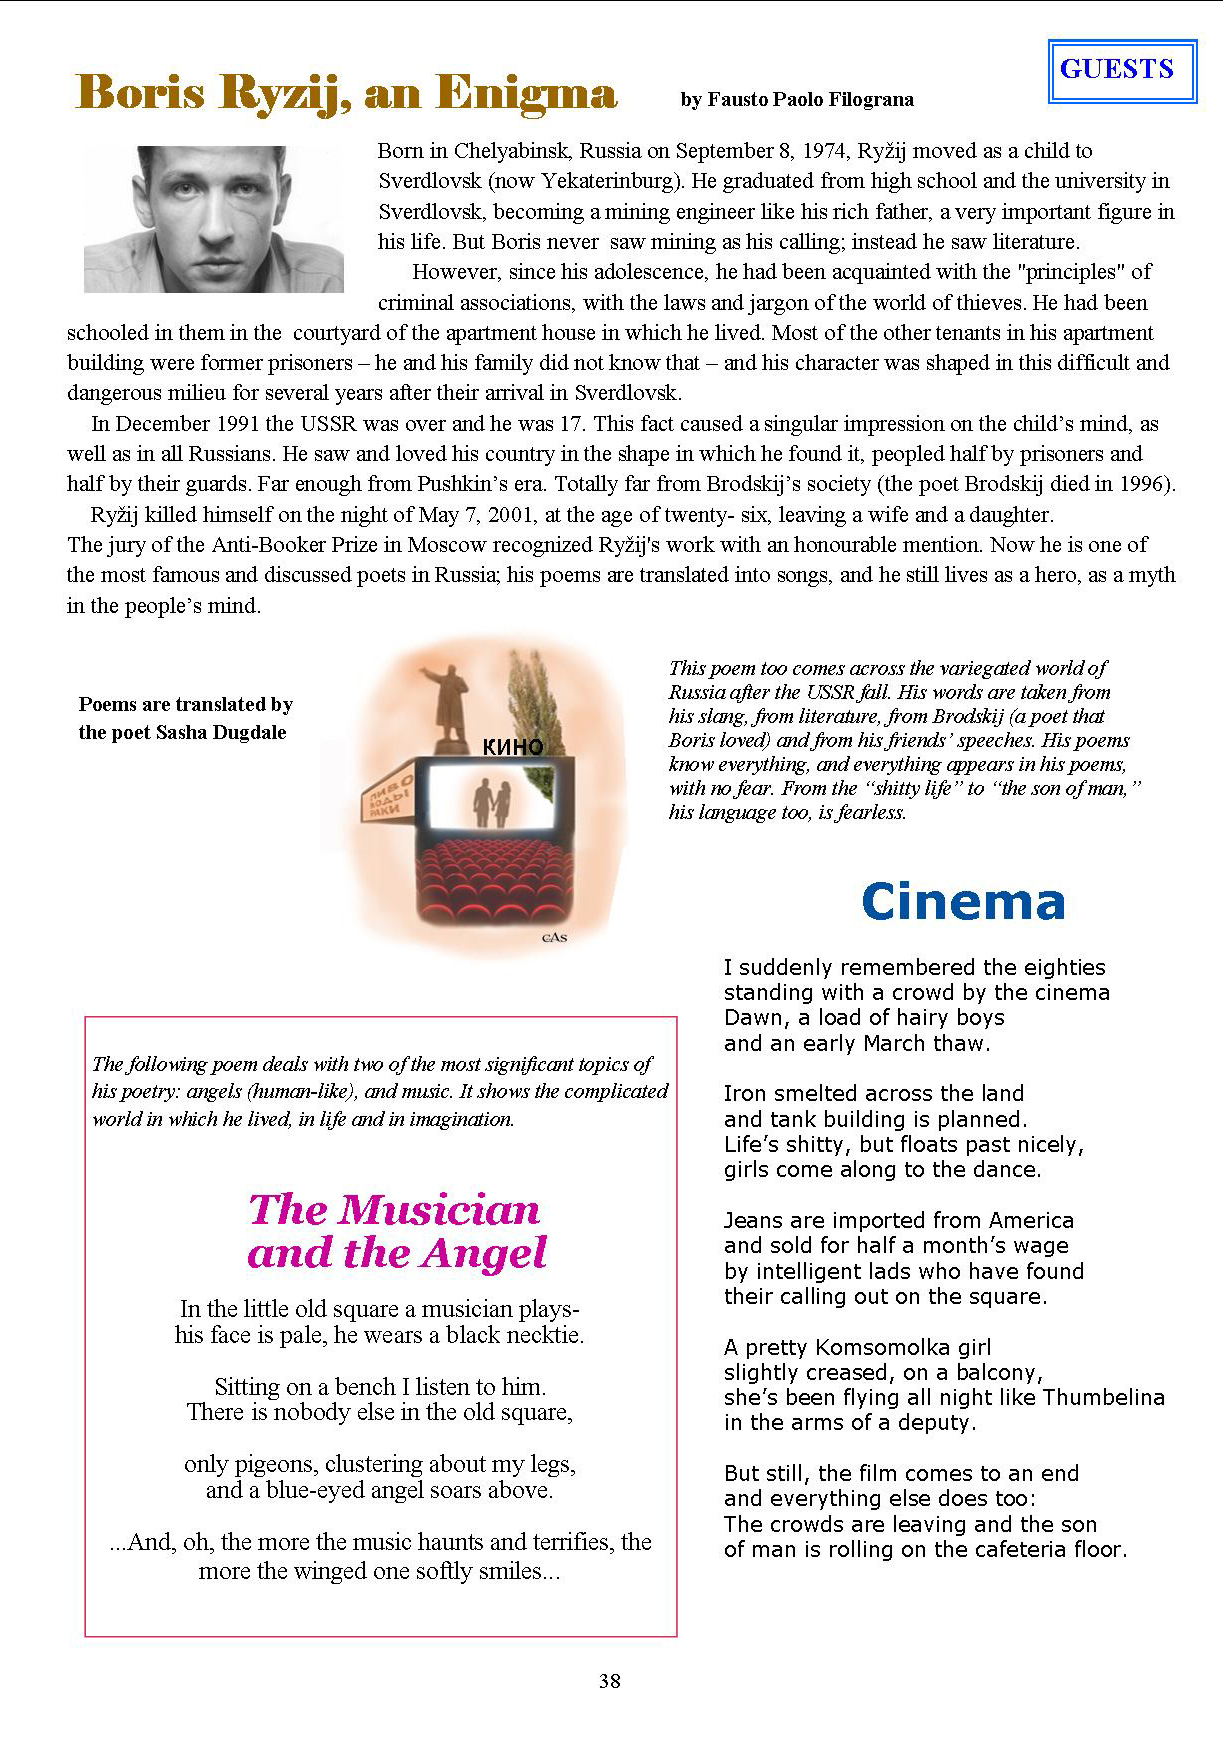 GUESTS
Boris Ryzij, an Enigma
by Fausto Paolo Filograna
Born in Chelyabinsk, Russia on September 8, 1974, Ryžij moved as a child to
Sverdlovsk (now Yekaterinburg). He graduated from high school and the university in
Sverdlovsk, becoming a mining engineer like his rich father, a very important figure in
his life. But Boris never saw mining as his calling; instead he saw literature.
However, since his adolescence, he had been acquainted with the "principles" of
criminal associations, with the laws and jargon of the world of thieves. He had been
schooled in them in the courtyard of the apartment house in which he lived. Most of the other tenants in his apartment
building were former prisoners – he and his family did not know that – and his character was shaped in this difficult and
dangerous milieu for several years after their arrival in Sverdlovsk.
In December 1991 the USSR was over and he was 17. This fact caused a singular impression on the child’s mind, as
well as in all Russians. He saw and loved his country in the shape in which he found it, peopled half by prisoners and
half by their guards. Far enough from Pushkin’s era. Totally far from Brodskij’s society (the poet Brodskij died in 1996).
Ryžij killed himself on the night of May 7, 2001, at the age of twenty- six, leaving a wife and a daughter.
The jury of the Anti-Booker Prize in Moscow recognized Ryžij's work with an honourable mention. Now he is one of
the most famous and discussed poets in Russia; his poems are translated into songs, and he still lives as a hero, as a myth
in the people’s mind.
Poems are translated by
the poet Sasha Dugdale
КИНО
ПИВО
ВОДЫ
РАКИ
CAS
This poem too comes across the variegated world of
Russia after the USSR fall. His words are taken from
his slang, from literature, from Brodskij (a poet that
Boris loved) and from his friends’ speeches. His poems
know everything, and everything appears in his poems,
with no fear. From the “shitty life” to “the son of man,”
his language too, is fearless.
Cinema
I suddenly remembered the eighties
standing with a crowd by the cinema
Dawn, a load of hairy boys
and an early March thaw.
Iron smelted across the land
and tank building is planned.
Life’s shitty, but floats past nicely,
girls come along to the dance.
Jeans are imported from America
and sold for half a month’s wage
by intelligent lads who have found
their calling out on the square.
A pretty Komsomolka girl
slightly creased, on a balcony,
she’s been flying all night like Thumbelina
in the arms of a deputy.
But still, the film comes to an end
and everything else does too:
The crowds are leaving and the son
of man is rolling on the cafeteria floor.
The following poem deals with two of the most significant topics of
his poetry: angels (human-like), and music. It shows the complicated
world in which he lived, in life and in imagination.
The Musician
and the Angel
In the little old square a musician plays-
his face is pale, he wears a black necktie.
Sitting on a bench I listen to him.
There is nobody else in the old square,
only pigeons, clustering about my legs,
and a blue-eyed angel soars above.
...And, oh, the more the music haunts and terrifies, the
more the winged one softly smiles...
38